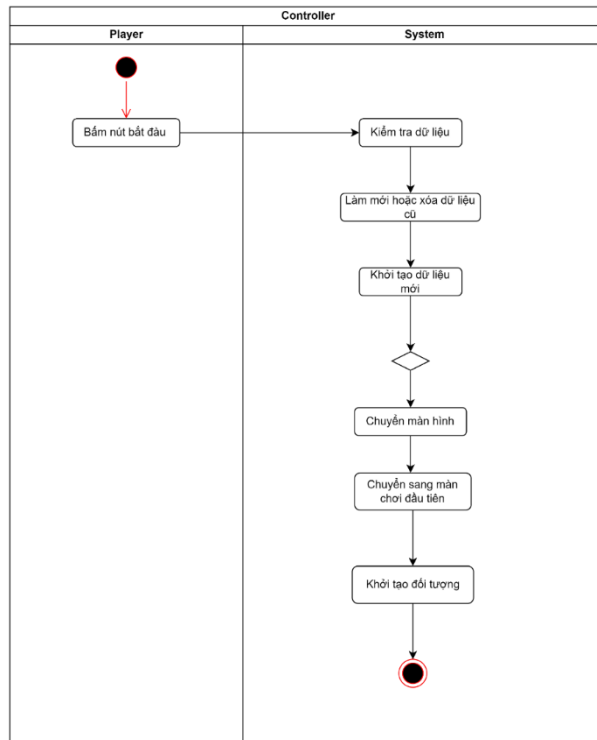 Controller
Player
System
Bấm nút bắt đàu
Kiểm tra dữ liệu
Làm mới hoặc xóa dữ liệu
cũ
Khởi tạo dữ liệu
mới
Chuyển màn hình
Chuyển sang màn
chơi đầu tiên
Khởi tạo đối tượng